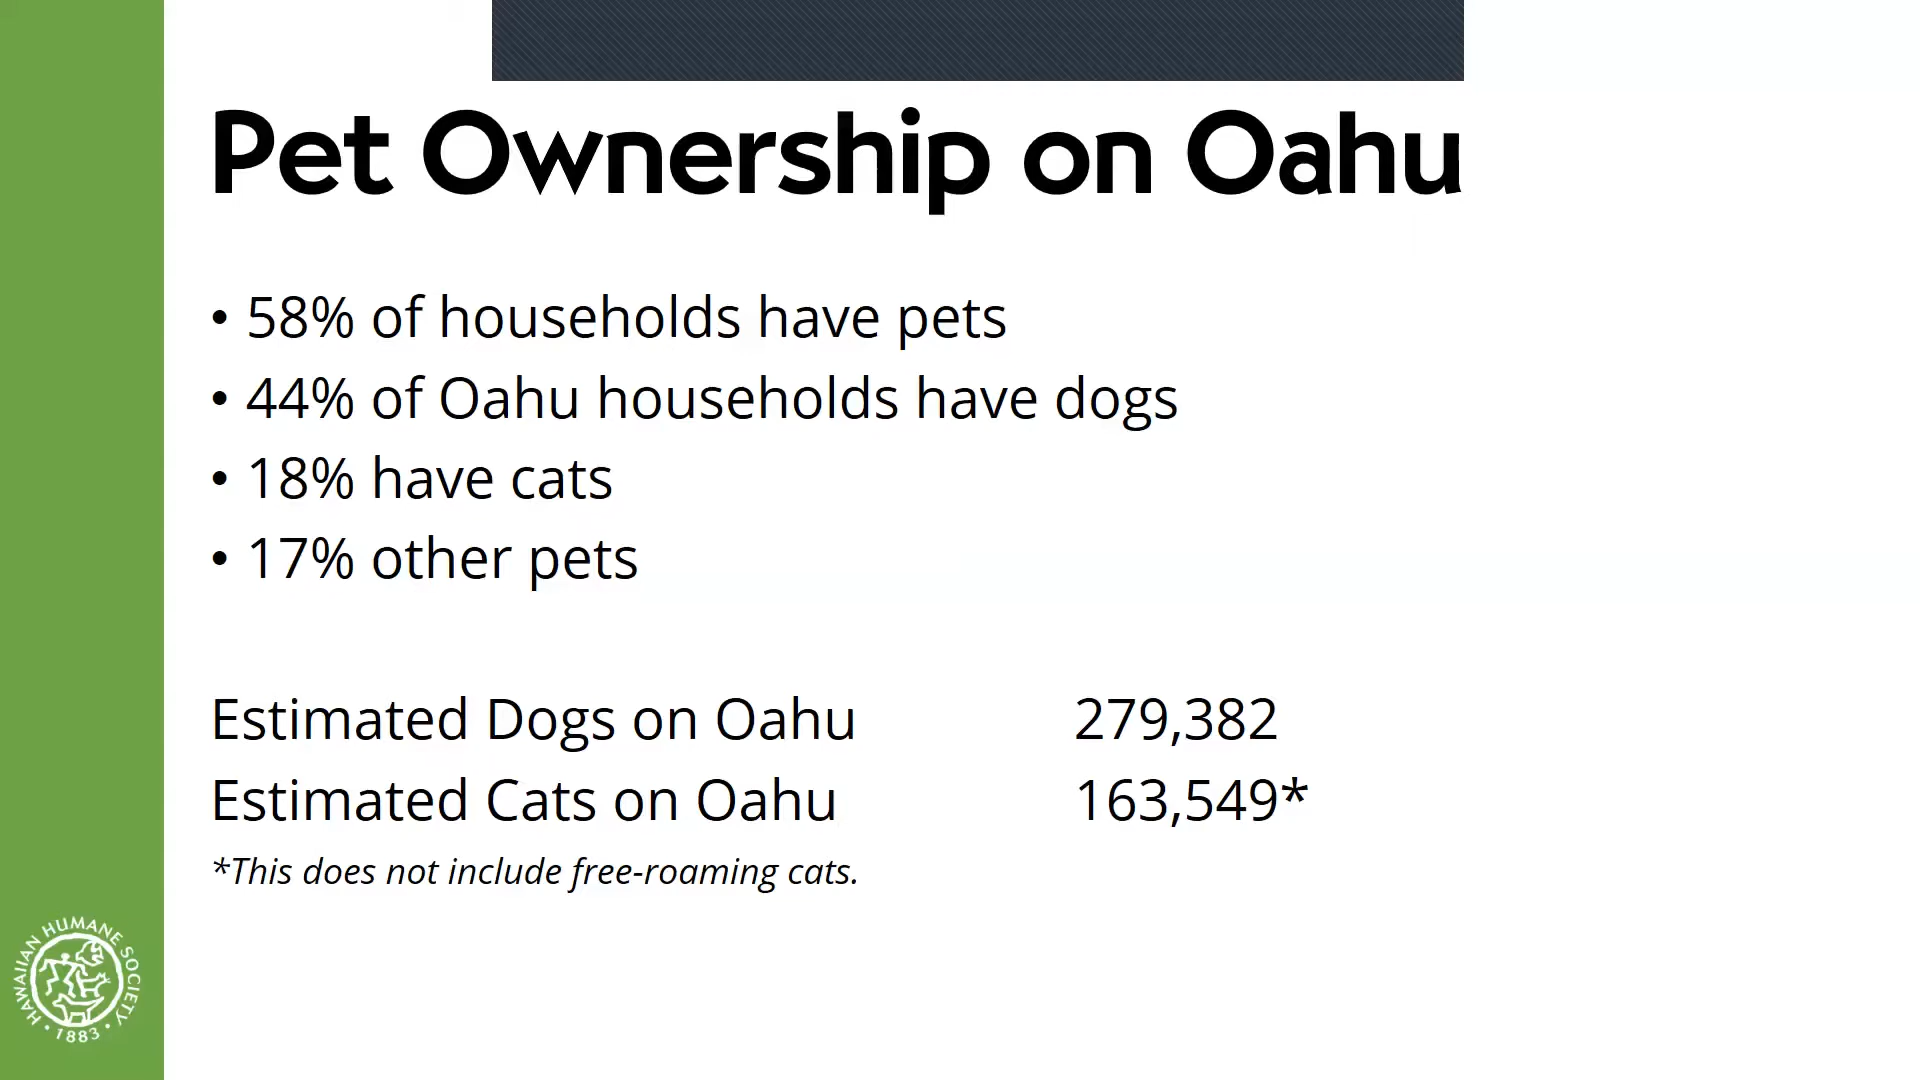 Pet Ownership on Oahu
• 58% of households have pets
• 44% of Oahu households have dogs
• 18% have cats
• 17% other pets
Estimated Dogs on Oahu 279,382
Estimated Cats on Oahu 163,549*
*This does not include free-roaming cats.
HAWAIIAN HUMANE SOCIETY
• 1883 •